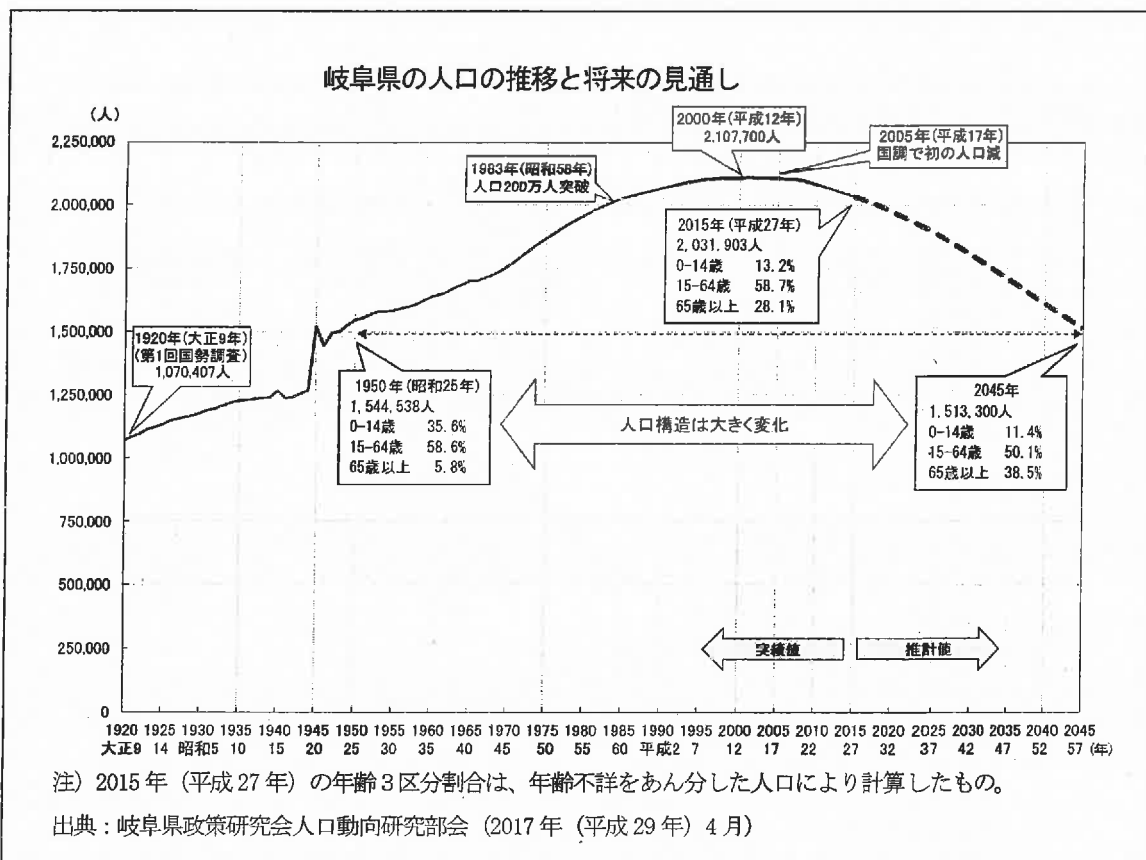 岐阜県の人口の推移と将来の見通し
(人)
2,250,000
2,000,000
1,750,000
1,500,000
1,250,000
1,000,000
750,000
500,000
250,000
0
1920年(大正9年)
(第1回国勢調査)
1,070,407人
1983年(昭和58年)
人口200万人突破
2000年(平成12年)
2,107,700人
2005年(平成17年)
国調で初の人口減
2015年(平成27年)
2,031,903人
0-14歳 13.2%
15-64歳 58.7%
65歳以上 28.1%
1950年(昭和25年)
1,544,538人
0-14歳 35.6%
15-64歳 58.6%
65歳以上 5.8%
人口構造は大きく変化
2045年
1,513,300人
0-14歳 11.4%
15-64歳 50.1%
65歳以上 38.5%
実績値
推計値
1920 1925 1930 1935 1940 1945 1950 1955 1960 1965 1970 1975 1980 1985 1990 1995 2000 2005 2010 2015 2020 2025 2030 2035 2040 2045
大正9 14 昭和5 10 15 20 25 30 35 40 45 50 55 60 平成2 7 12 17 22 27 32 37 42 47 52 57 (年)
注) 2015年(平成27年)の年齢3区分割合は、年齢不詳をあん分した人口により計算したもの。
出典:岐阜県政策研究会人口動向研究部会(2017年(平成29年)4月)